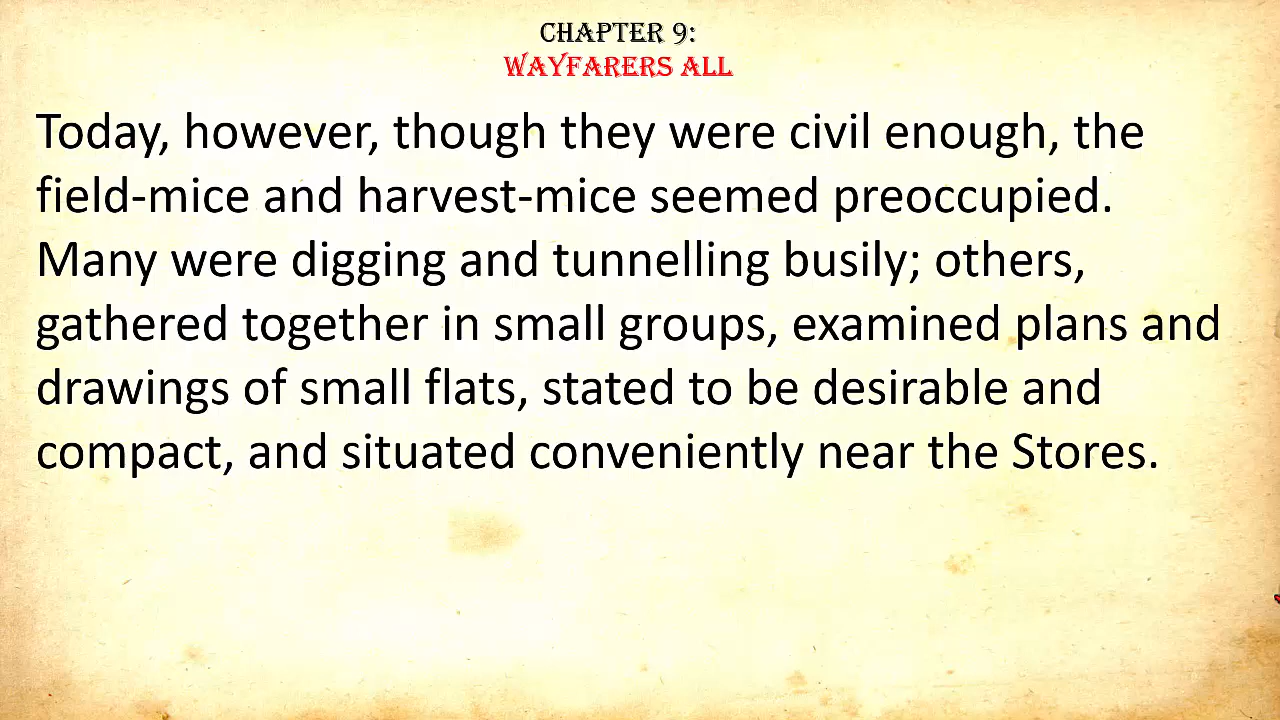 CHAPTER 9:
WAYFARERS ALL
Today, however, though they were civil enough, the
field-mice and harvest-mice seemed preoccupied.
Many were digging and tunnelling busily; others,
gathered together in small groups, examined plans and
drawings of small flats, stated to be desirable and
compact, and situated conveniently near the Stores.